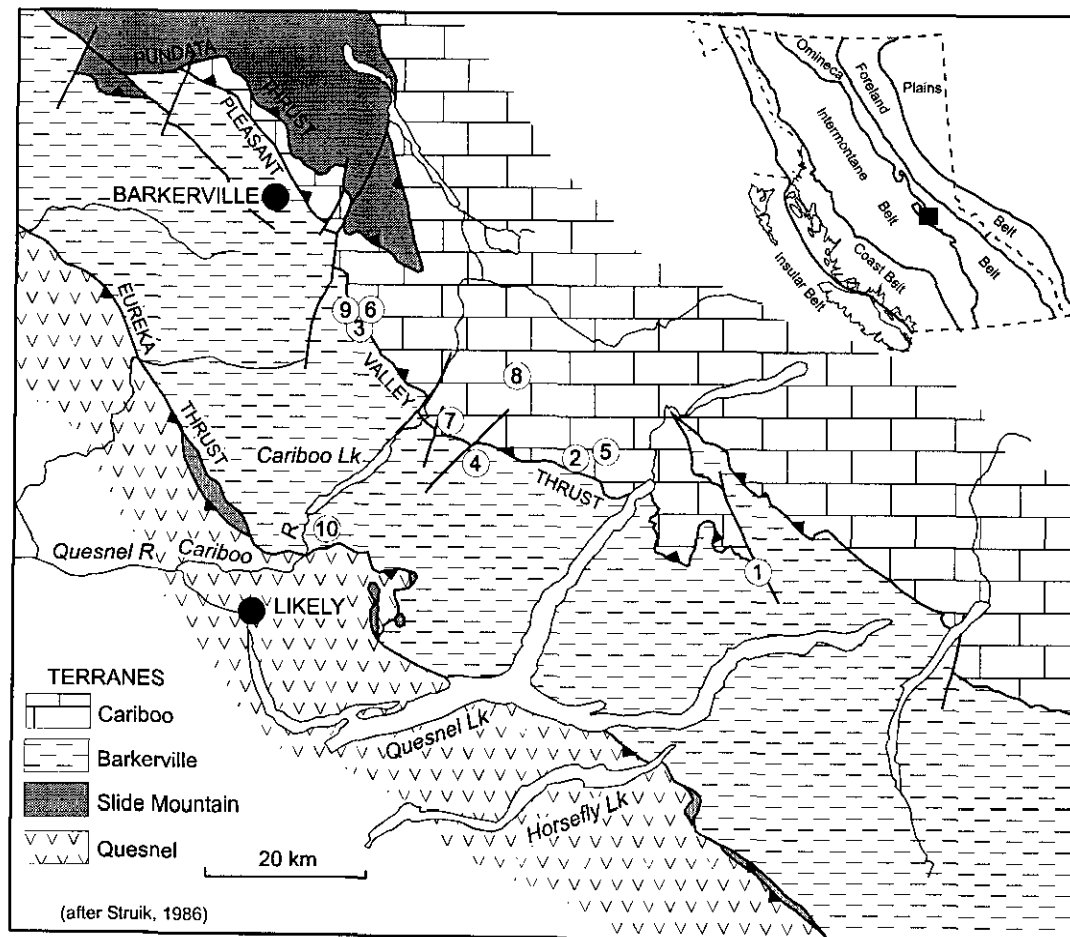 PUNDATA
THRUST
PLEASANT
BARKERVILLE
EUREKA
THRUST
9
6
3
VALLEY
8
7
Cariboo Lk.
4
2
5
THRUST
R
10
1
Quesnel R.
Cariboo
LIKELY
Quesnel Lk
Horsefly Lk
Omineca
Foreland
Plains
Intermontane
Belt
Belt
Belt
Coast Belt
Insular Belt
TERRANES
Cariboo
Barkerville
Slide Mountain
Quesnel
20 km
(after Struik, 1986)